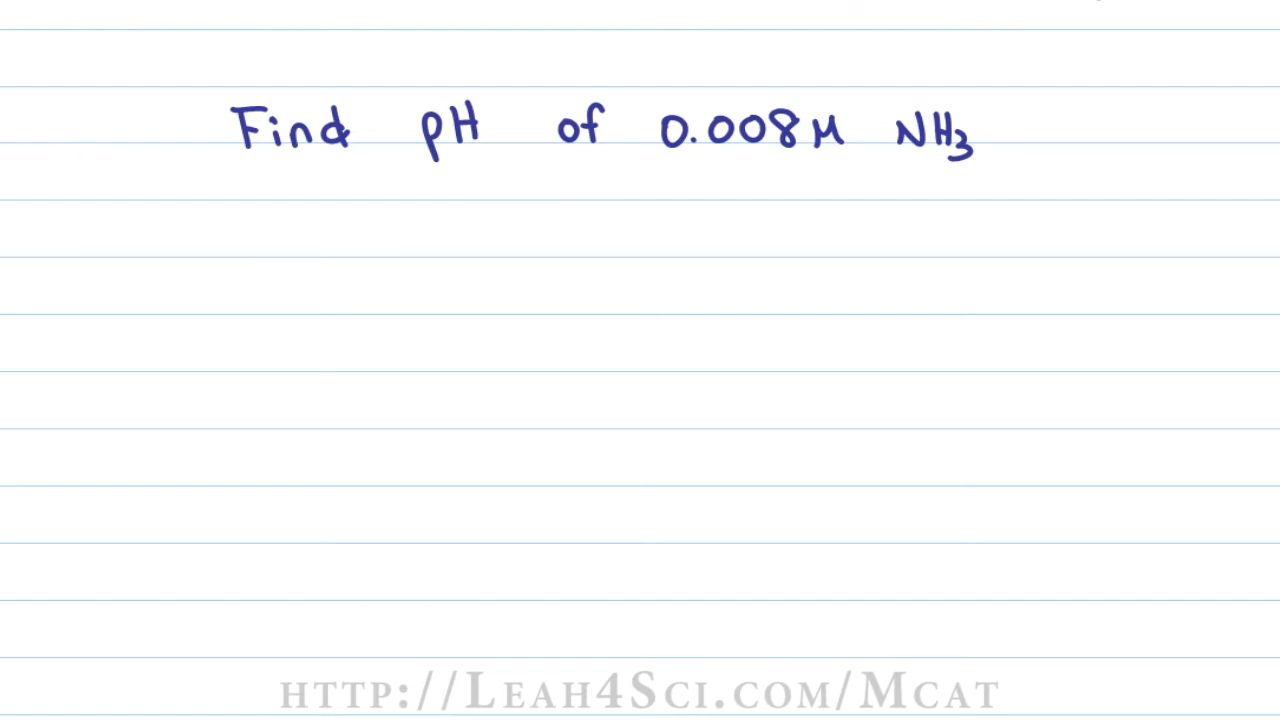 Find pH of 0.008M NH₃
http://Leah4Sci.com/Mcat